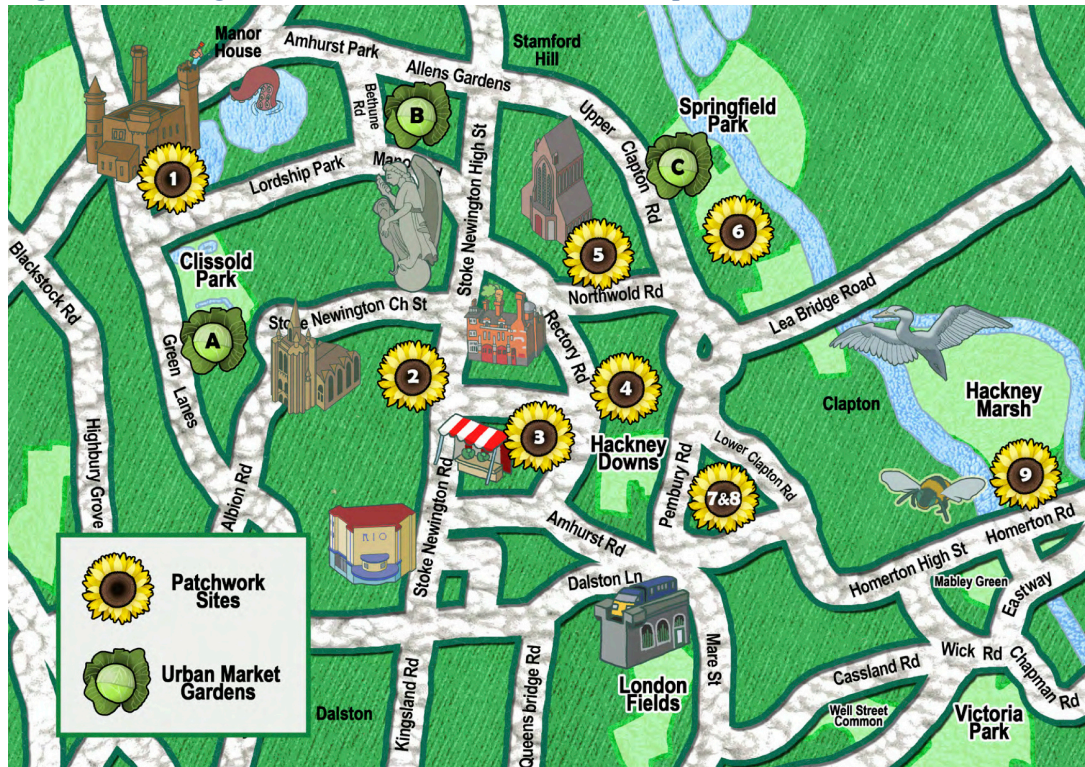 Manor
House
Amhurst Park
Allens Gardens
Stamford
Hill
Bethune
Rd
B
Upper
Clapton
Rd
Springfield
Park
C
1
Lordship Park
Stoke Newington High St
5
6
Blackstock Rd
Clissold
Park
A
Green
Lanes
Stoke Newington Ch St
Northwold Rd
Rectory Rd
Lea Bridge Road
2
4
3
Clapton
Hackney
Marsh
Highbury Grove
Albion Rd
Hackney
Downs
Pembury Rd
Lower Clapton Rd
7&8
9
Stoke Newington Rd
RIO
Amhurst Rd
Dalston Ln
Homerton High St
Homerton Rd
Mabley Green
Eastway
Patchwork
Sites
Urban Market
Gardens
Dalston
Kingsland Rd
Queens bridge Rd
London
Fields
Mare St
Cassland Rd
Wick Rd
Chapman Rd
Well Street
Common
Victoria
Park